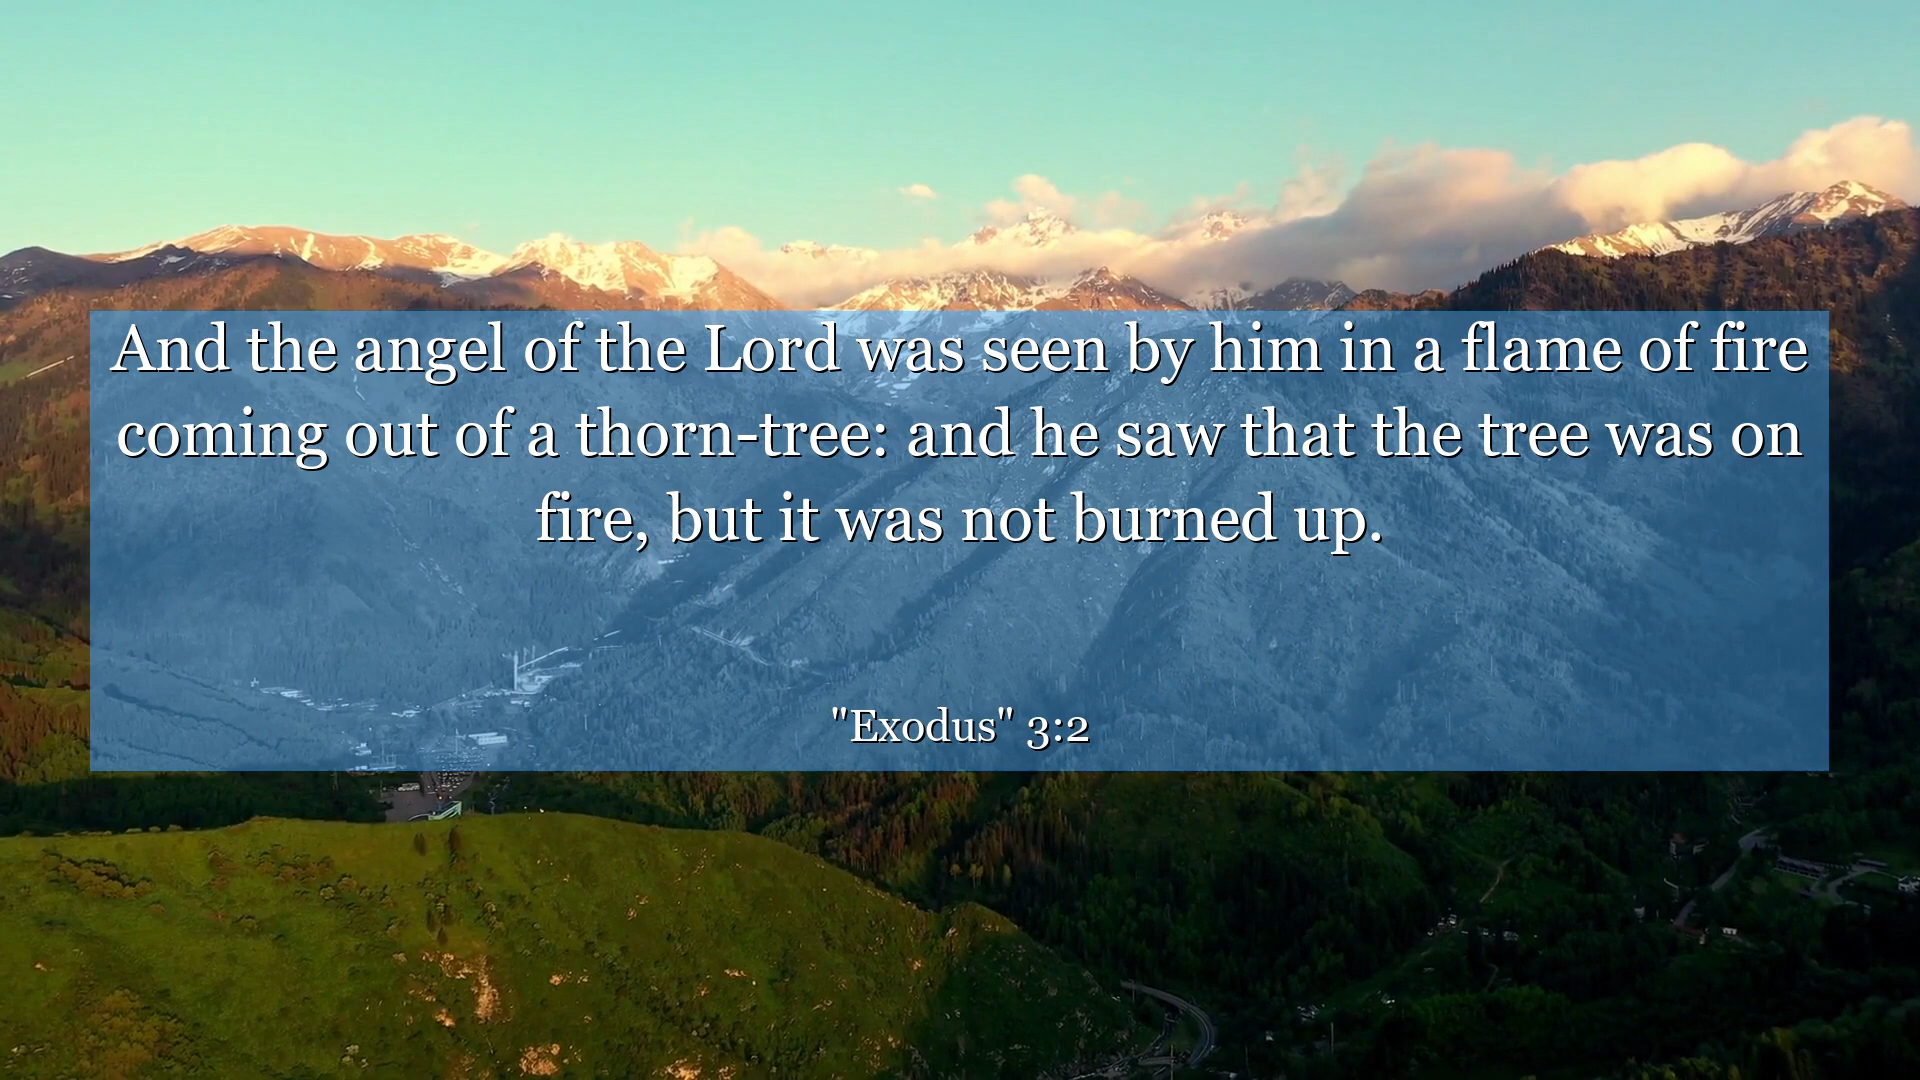 And the angel of the Lord was seen by him in a flame of fire
coming out of a thorn-tree: and he saw that the tree was on
fire, but it was not burned up.
"Exodus" 3:2